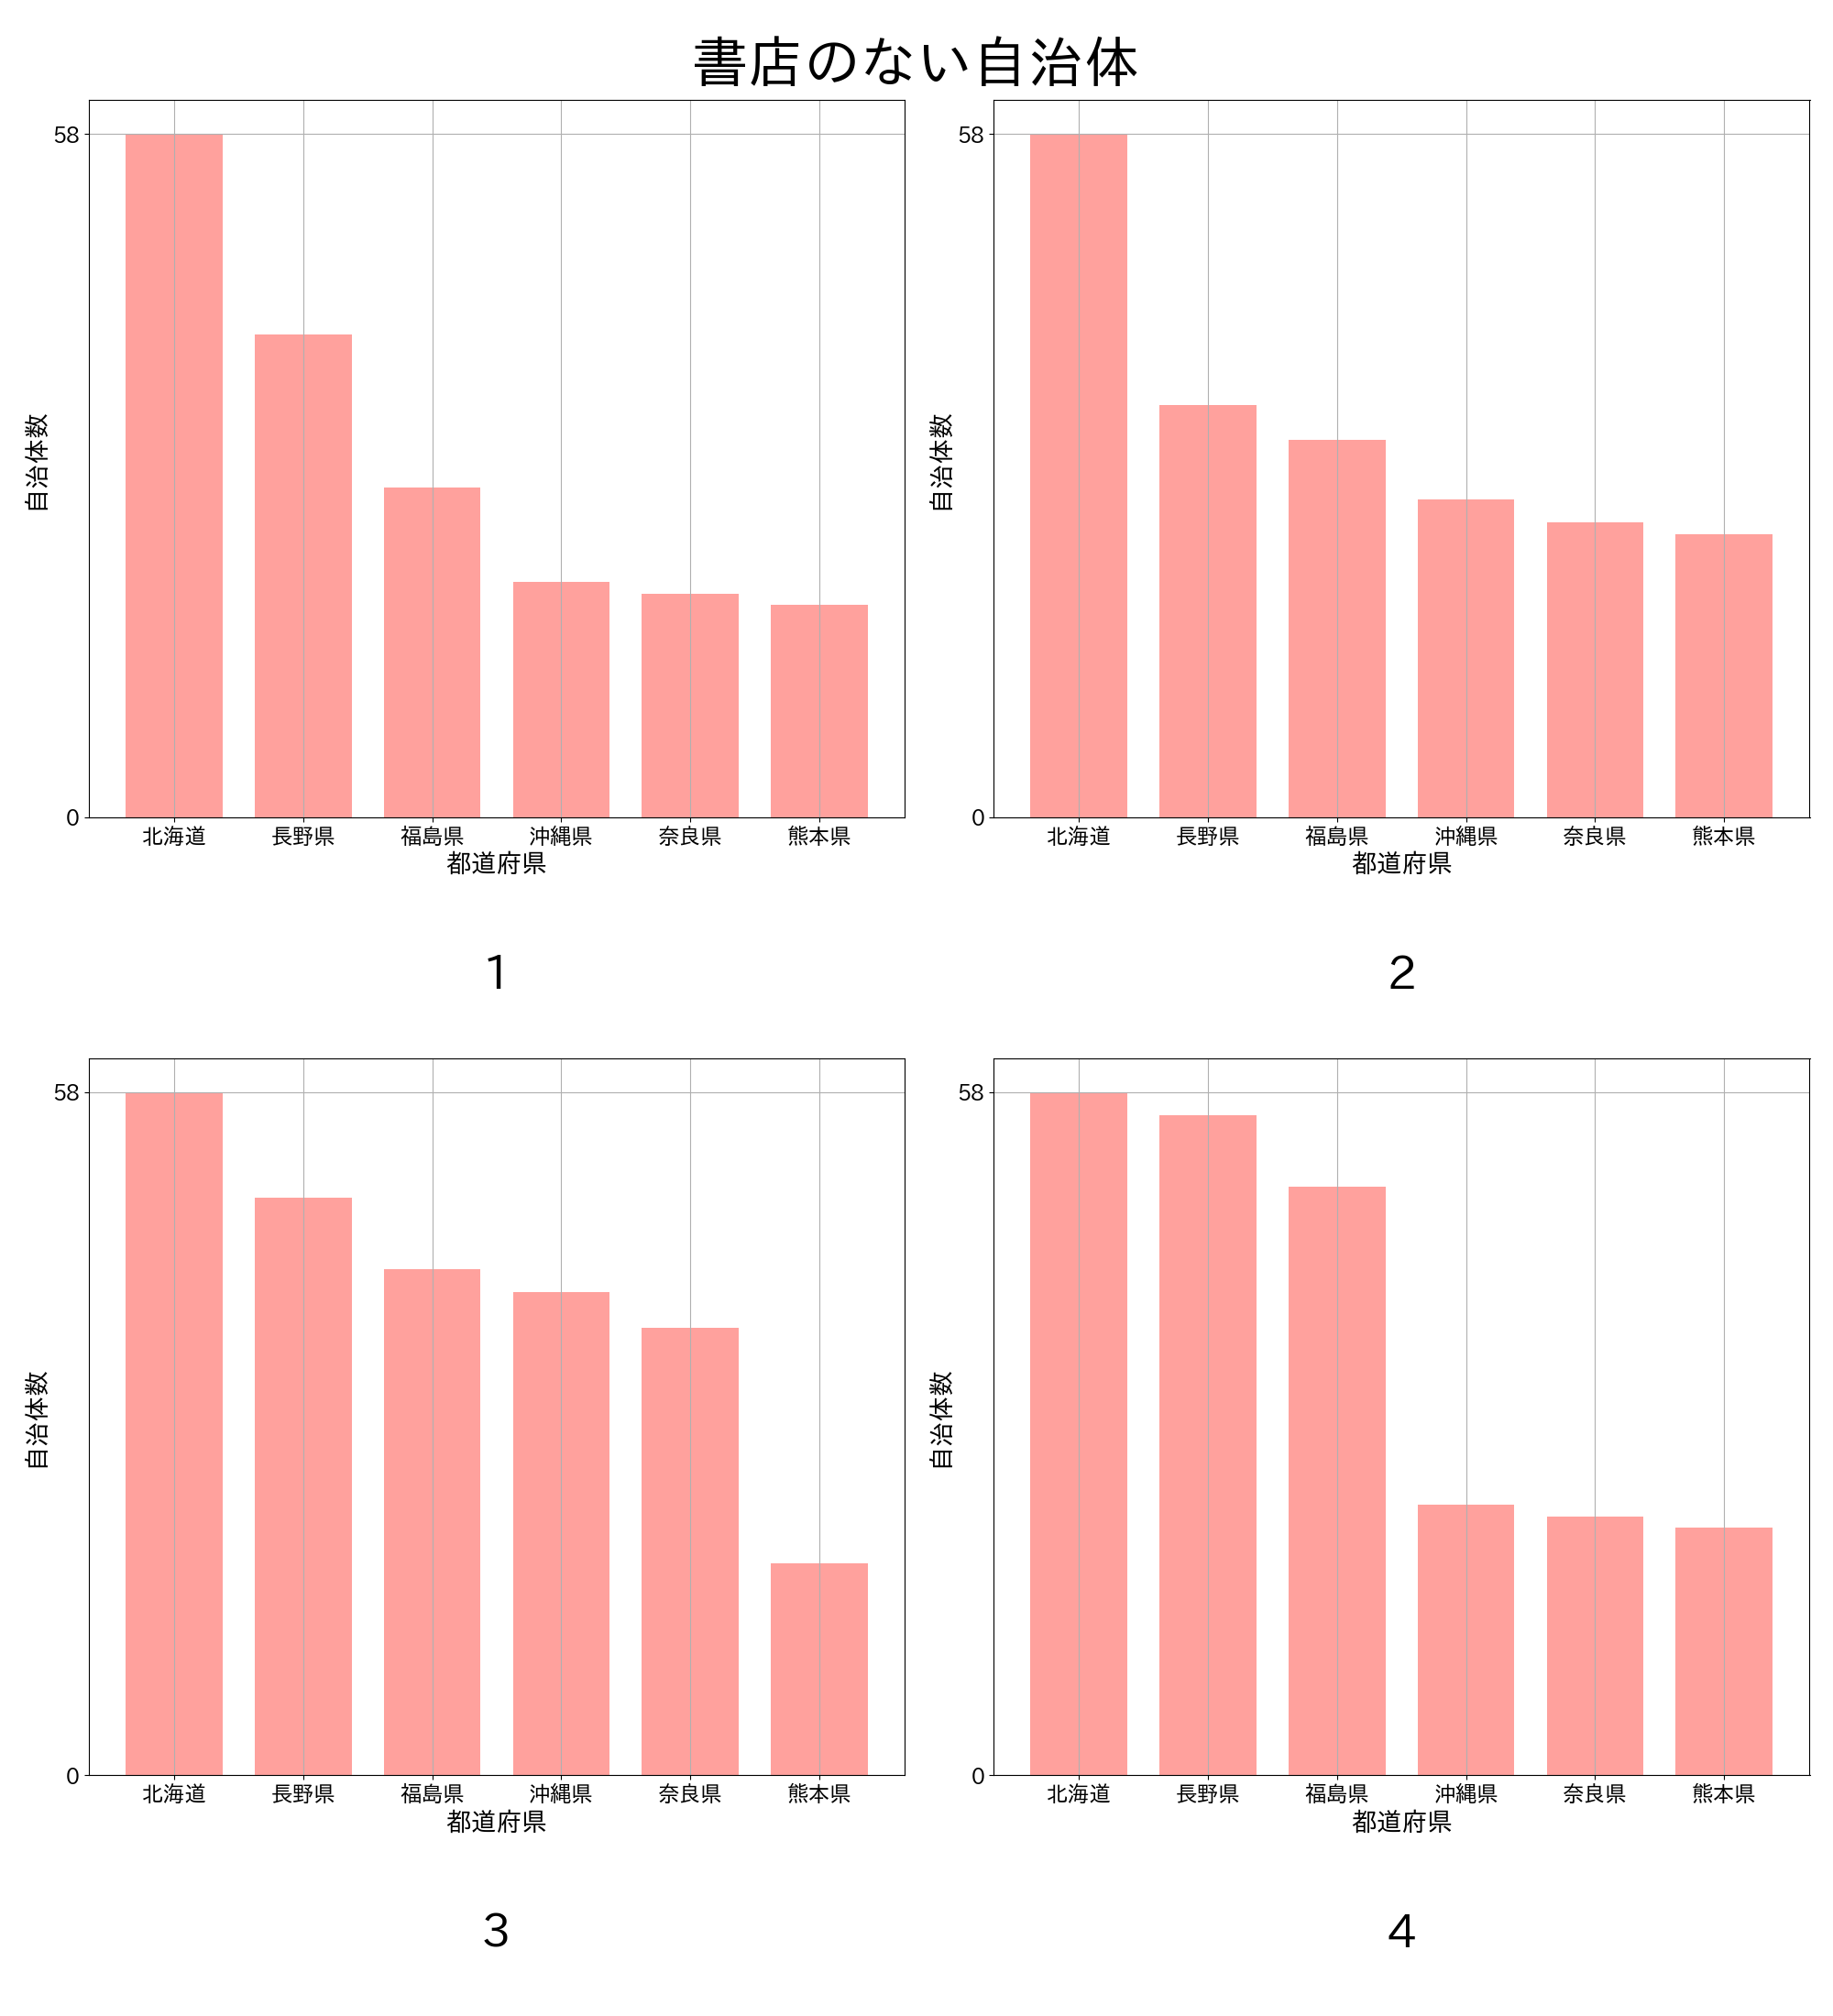 書店のない自治体
58
0
自治体数
北海道 長野県 福島県 沖縄県 奈良県 熊本県
都道府県
1
58
0
自治体数
北海道 長野県 福島県 沖縄県 奈良県 熊本県
都道府県
2
58
0
自治体数
北海道 長野県 福島県 沖縄県 奈良県 熊本県
都道府県
3
58
0
自治体数
北海道 長野県 福島県 沖縄県 奈良県 熊本県
都道府県
4